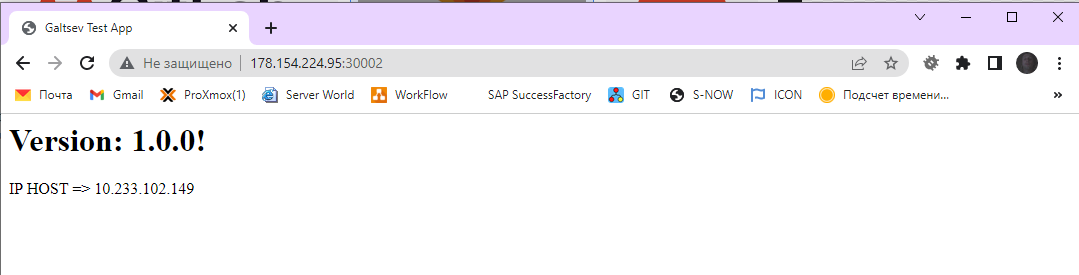 Galtsev Test App
Не защищено 178.154.224.95:30002
Почта Gmail ProXmox(1) Server World WorkFlow SAP SuccessFactory GIT S-NOW ICON Подсчет времени... »
Version: 1.0.0!
IP HOST => 10.233.102.149